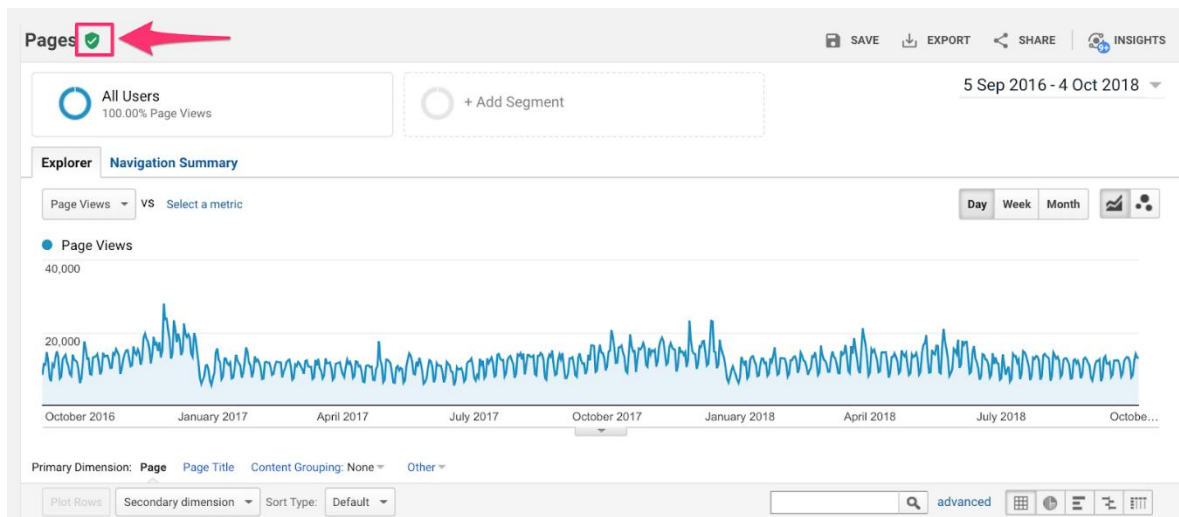 Pages
SAVE EXPORT SHARE 9+ INSIGHTS
All Users
100.00% Page Views
+ Add Segment
5 Sep 2016 - 4 Oct 2018
Explorer Navigation Summary
Page Views VS Select a metric
Day Week Month
Page Views
40,000
20,000
October 2016 January 2017 April 2017 July 2017 October 2017 January 2018 April 2018 July 2018 Octobe...
Primary Dimension: Page Page Title Content Grouping: None Other
Plot Rows Secondary dimension Sort Type: Default advanced